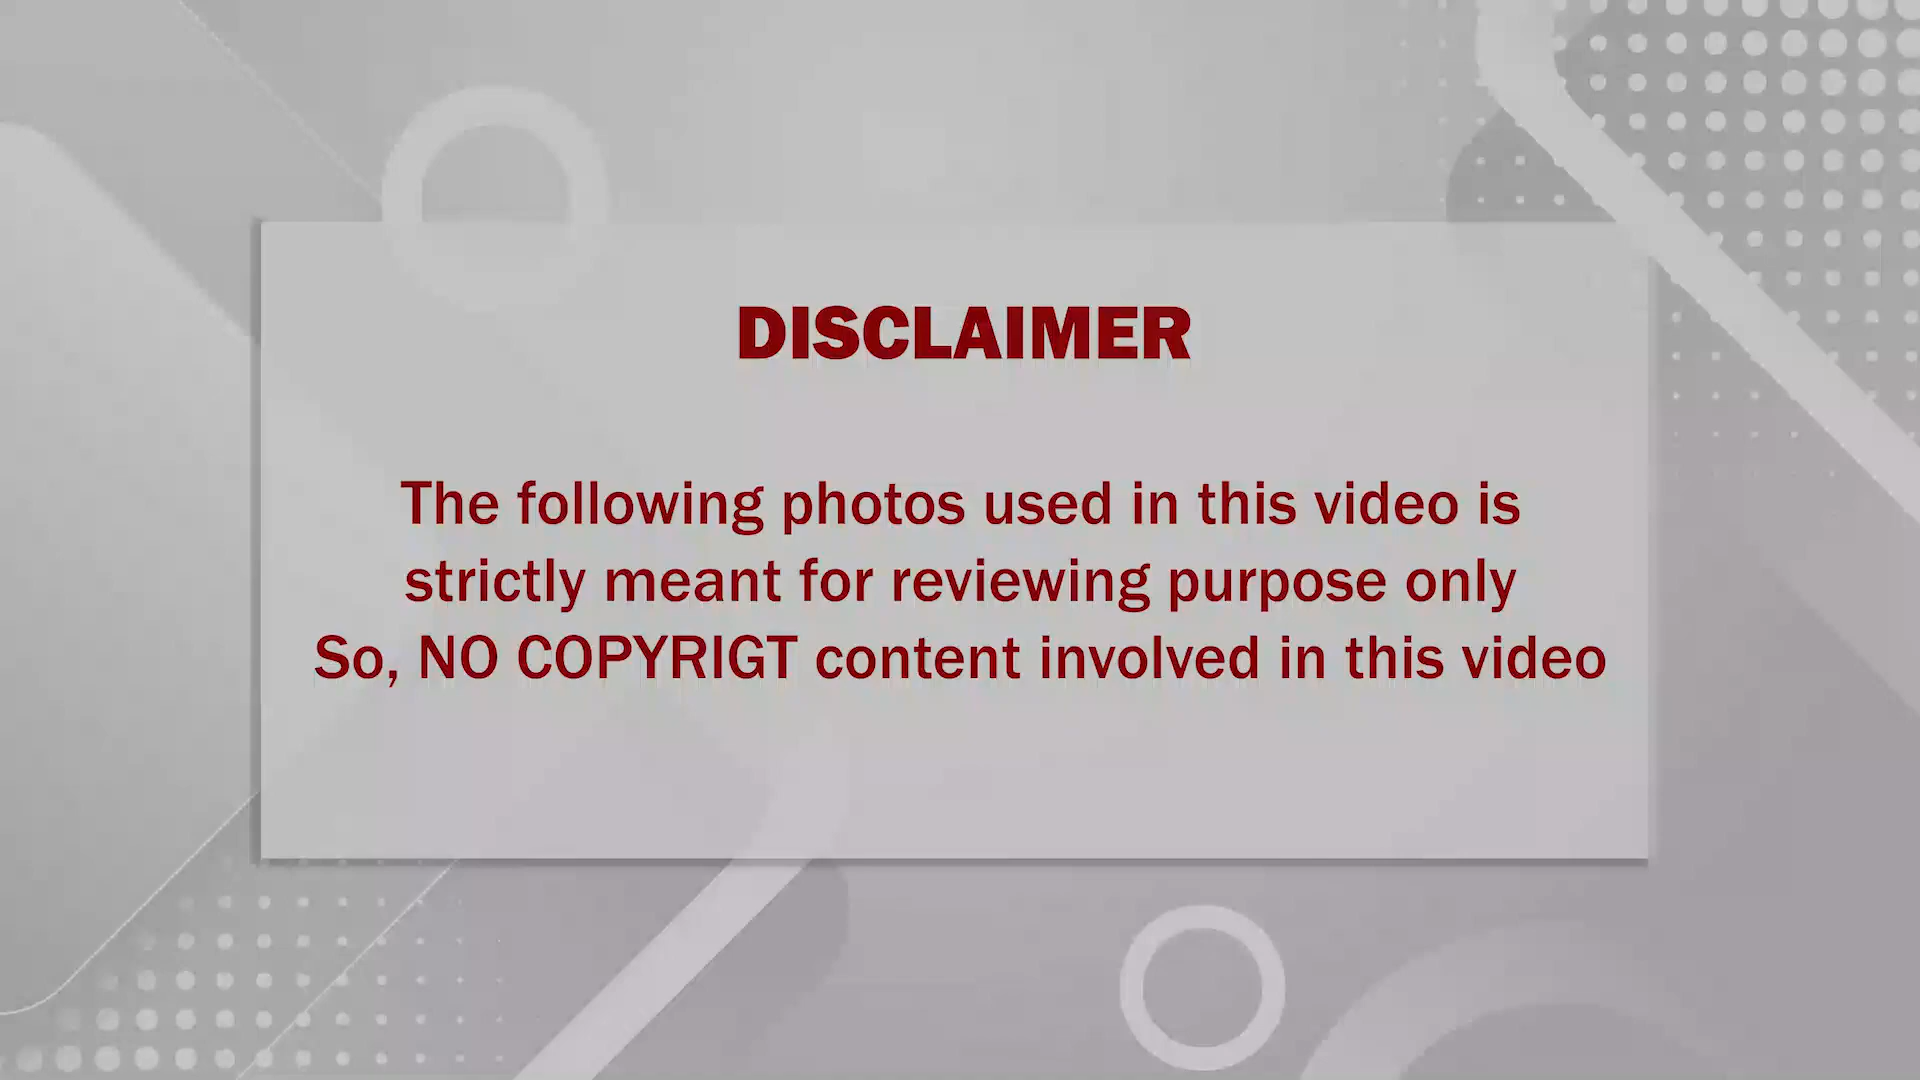 DISCLAIMER
The following photos used in this video is
strictly meant for reviewing purpose only
So, NO COPYRIGT content involved in this video